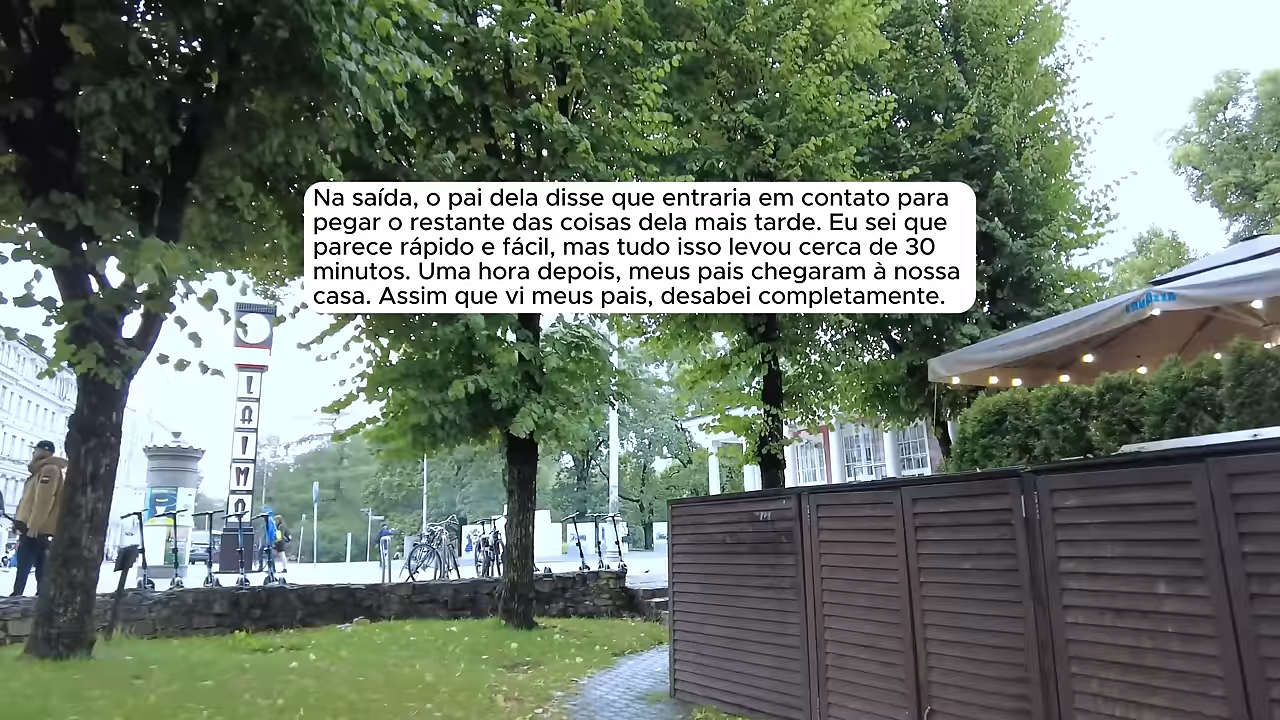 Na saída, o pai dela disse que entraria em contato para
pegar o restante das coisas dela mais tarde. Eu sei que
parece rápido e fácil, mas tudo isso levou cerca de 30
minutos. Uma hora depois, meus pais chegaram à nossa
casa. Assim que vi meus pais, desabei completamente.
LAVAZZA
LAIMA